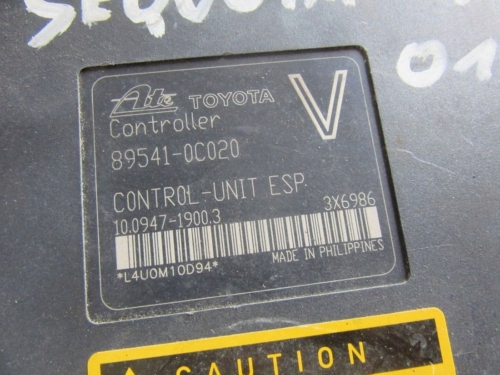 SEQUOIA
01
Ate TOYOTA V
Controller
89541-0C020
CONTROL-UNIT ESP.
10.0947-1900.3 3X6986
*L4UOM10D94*
MADE IN PHILIPPINES
CAUTION